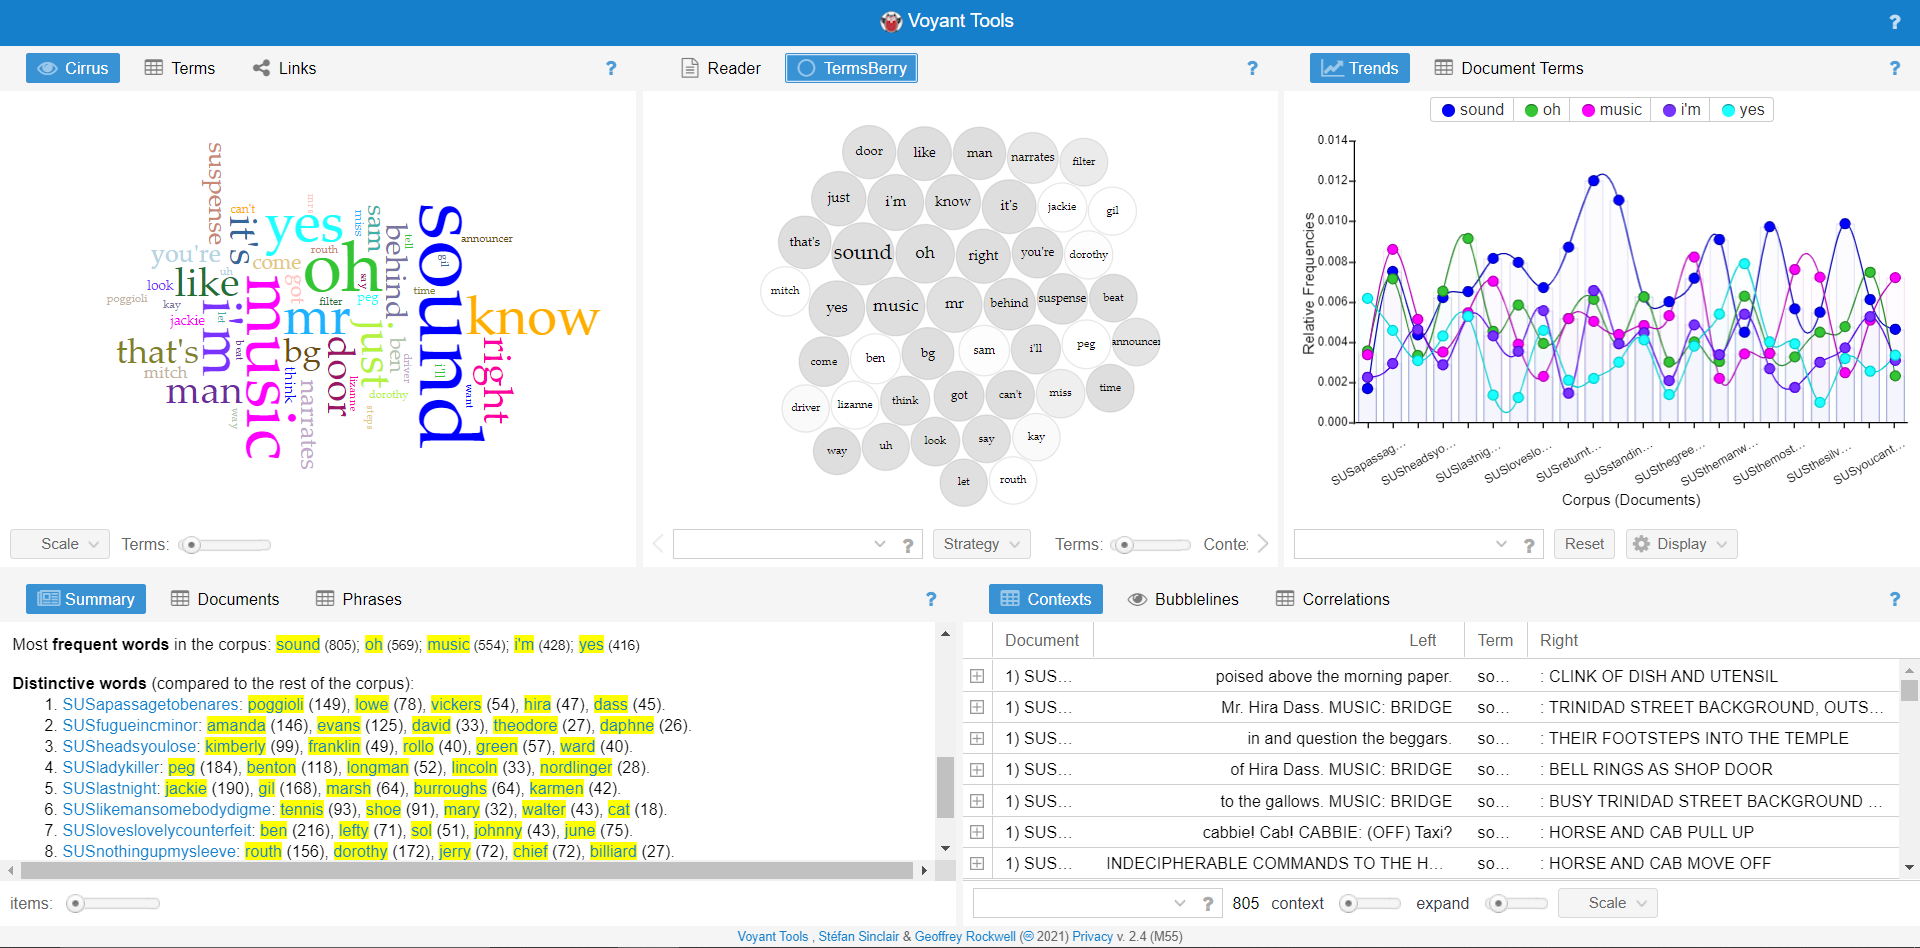 Voyant Tools ?
Cirrus Terms Links ?
suspense
can't
it's
yes
mrs
miss
sam
tell
behind
sound
announcer
you're
uh
come
routh
oh
say
gil
look
like
got
filter
peg
time
poggioli
kay
jackie
i'm
let
music
mr
just
know
that's
mitch
beat
bg
door
ben
driver
i'll
right
man
think
lizanne
dorothy
want
way
narrates
steps
Scale Terms:
Reader TermsBerry ?
door like man narrates filter
just i'm know it's jackie gil
that's sound oh right you're dorothy
mitch yes music mr behind suspense beat
come ben bg sam i'll peg announcer
driver lizanne think got can't miss time
way uh look say kay
let routh
? Strategy Terms: Conte:
Trends Document Terms ?
sound oh music i'm yes
Relative Frequencies
0.014
0.012
0.010
0.008
0.006
0.004
0.002
0.000
SUSapassag...
SUSheadsyo...
SUSlastnig...
SUSloveslo...
SUSreturnt...
SUSstandin...
SUSthegree...
SUSthemanw...
SUSthemost...
SUSthesilv...
SUSyoucant...
Corpus (Documents)
? Reset Display
Summary Documents Phrases ?
Most frequent words in the corpus: sound (805); oh (569); music (554); i'm (428); yes (416)
Distinctive words (compared to the rest of the corpus):
1. SUSapassagetobenares: poggioli (149), lowe (78), vickers (54), hira (47), dass (45).
2. SUSfugueincminor: amanda (146), evans (125), david (33), theodore (27), daphne (26).
3. SUSheadsyoulose: kimberly (99), franklin (49), rollo (40), green (57), ward (40).
4. SUSladykiller: peg (184), benton (118), longman (52), lincoln (33), nordlinger (28).
5. SUSlastnight: jackie (190), gil (168), marsh (64), burroughs (64), karmen (42).
6. SUSlikemansomebodydigme: tennis (93), shoe (91), mary (32), walter (43), cat (18).
7. SUSloveslovelycounterfeit: ben (216), lefty (71), sol (51), johnny (43), june (75).
8. SUSnothingupmysleeve: routh (156), dorothy (172), jerry (72), chief (72), billiard (27).
items:
Contexts Bubblelines Correlations ?
Document Left Term Right
1) SUS... poised above the morning paper. so... : CLINK OF DISH AND UTENSIL
1) SUS... Mr. Hira Dass. MUSIC: BRIDGE so... : TRINIDAD STREET BACKGROUND, OUTS...
1) SUS... in and question the beggars. so... : THEIR FOOTSTEPS INTO THE TEMPLE
1) SUS... of Hira Dass. MUSIC: BRIDGE so... : BELL RINGS AS SHOP DOOR
1) SUS... to the gallows. MUSIC: BRIDGE so... : BUSY TRINIDAD STREET BACKGROUND ...
1) SUS... cabbie! Cab! CABBIE: (OFF) Taxi? so... : HORSE AND CAB PULL UP
1) SUS... INDECIPHERABLE COMMANDS TO THE H... so... : HORSE AND CAB MOVE OFF
? 805 context expand Scale
Voyant Tools , Stéfan Sinclair & Geoffrey Rockwell (🅭 2021) Privacy v. 2.4 (M55)